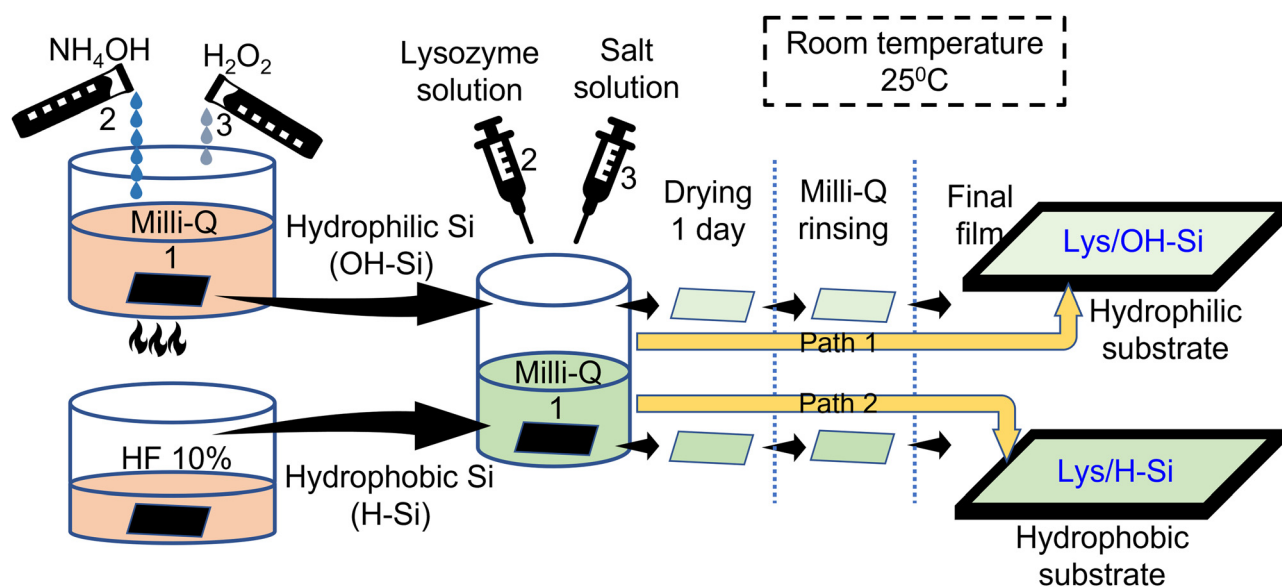 NH₄OH
H₂O₂
2
3
Milli-Q
1
Hydrophilic Si
(OH-Si)
HF 10%
Hydrophobic Si
(H-Si)
Lysozyme
solution
Salt
solution
2
3
Milli-Q
1
Room temperature
25⁰C
Drying
1 day
Milli-Q
rinsing
Final
film
Path 1
Path 2
Lys/OH-Si
Hydrophilic
substrate
Lys/H-Si
Hydrophobic
substrate